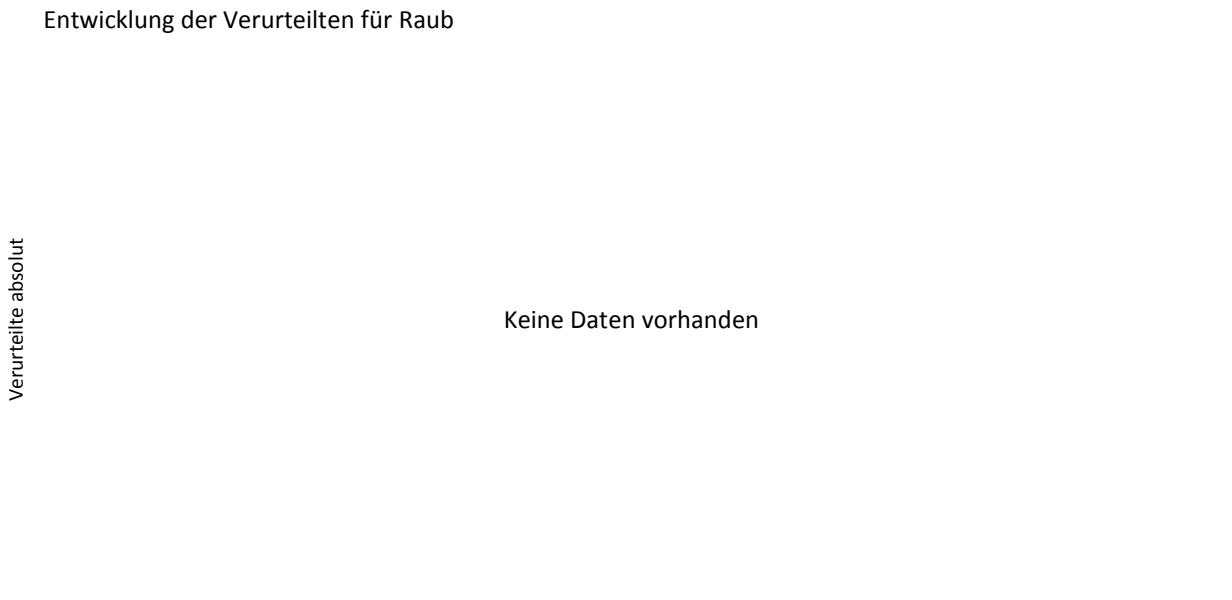 Entwicklung der Verurteilten für Raub
Verurteilte absolut
Keine Daten vorhanden